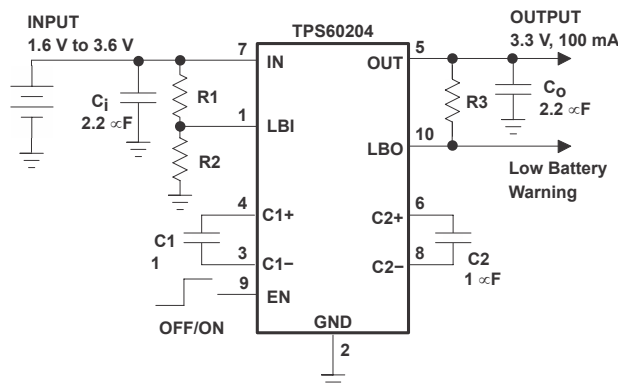 INPUT
1.6 V to 3.6 V
TPS60204
OUTPUT
3.3 V, 100 mA
7
IN
5
OUT
Ci
2.2 ∝F
R1
R2
1
LBI
R3
Co
2.2 ∝F
10
LBO
Low Battery
Warning
4
C1+
6
C2+
C1
1
3
C1−
8
C2−
C2
1 ∝F
9
EN
OFF/ON
GND
2